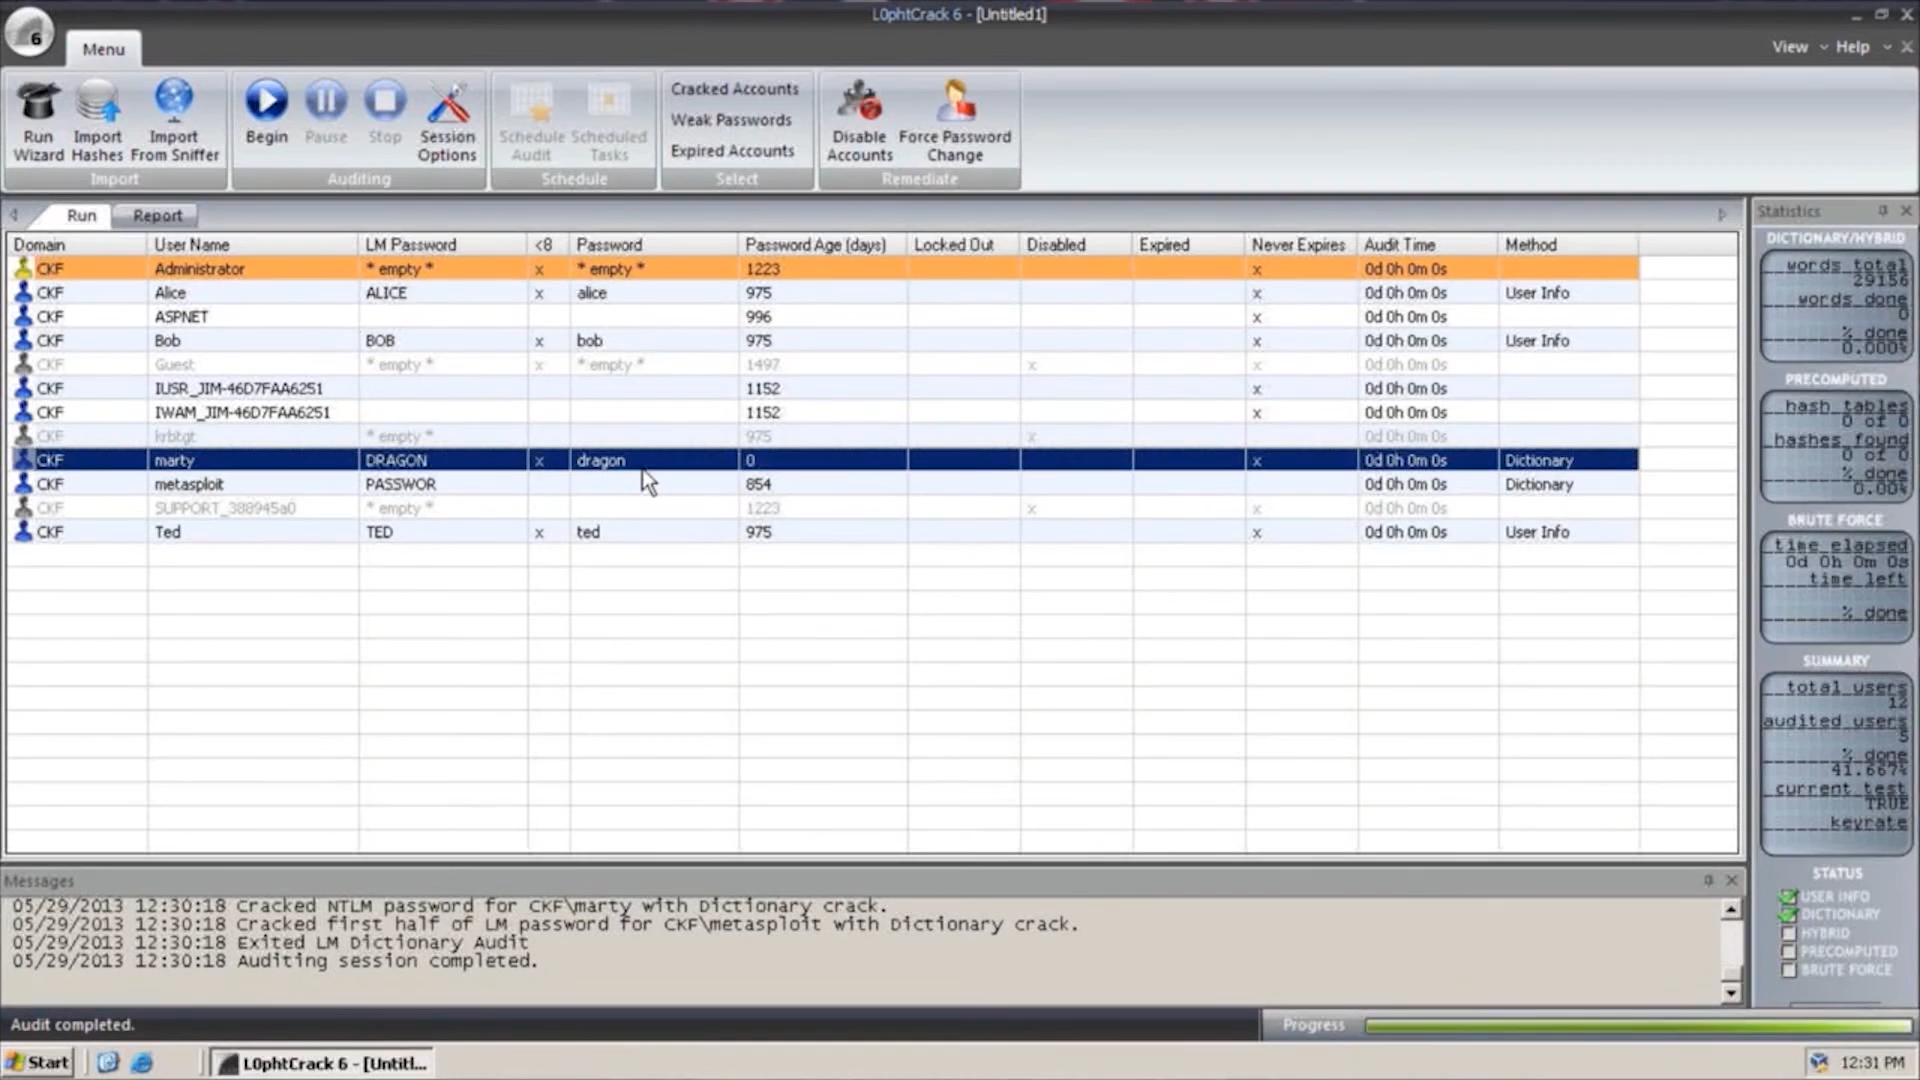 L0phtCrack 6 - [Untitled1]
6
Menu
View Help X
Run Wizard
Import Hashes
Import From Sniffer
Import
Begin
Pause
Stop
Session Options
Auditing
Schedule Audit
Scheduled Tasks
Schedule
Cracked Accounts
Weak Passwords
Expired Accounts
Select
Disable Accounts
Force Password Change
Remediate
Run Report
Domain User Name LM Password <8 Password Password Age (days) Locked Out Disabled Expired Never Expires Audit Time Method
CKF Administrator * empty * x * empty * 1223 x 0d 0h 0m 0s
CKF Alice ALICE x alice 975 x 0d 0h 0m 0s User Info
CKF ASPNET 996 x 0d 0h 0m 0s
CKF Bob BOB x bob 975 x 0d 0h 0m 0s User Info
CKF Guest * empty * x * empty * 1497 x x 0d 0h 0m 0s
CKF IUSR_JIM-46D7FAA6251 1152 x 0d 0h 0m 0s
CKF IWAM_JIM-46D7FAA6251 1152 x 0d 0h 0m 0s
CKF krbtgt * empty * 975 x 0d 0h 0m 0s
CKF marty DRAGON x dragon 0 x 0d 0h 0m 0s Dictionary
CKF metasploit PASSWOR 854 0d 0h 0m 0s Dictionary
CKF SUPPORT_388945a0 * empty * 1223 x x 0d 0h 0m 0s
CKF Ted TED x ted 975 x 0d 0h 0m 0s User Info
Statistics
DICTIONARY/HYBRID
words total
29156
words done
0
% done
0.000%
PRECOMPUTED
hash tables
0 of 0
hashes found
0 of 0
% done
0.00%
BRUTE FORCE
time elapsed
0d 0h 0m 0s
time left
% done
SUMMARY
total users
12
audited users
5
% done
41.667%
current test
TRUE
keyrate
STATUS
USER INFO
DICTIONARY
HYBRID
PRECOMPUTED
BRUTE FORCE
Messages
05/29/2013 12:30:18 Cracked NTLM password for CKF\marty with Dictionary crack.
05/29/2013 12:30:18 Cracked first half of LM password for CKF\metasploit with Dictionary crack.
05/29/2013 12:30:18 Exited LM Dictionary Audit
05/29/2013 12:30:18 Auditing session completed.
Audit completed.
Progress
Start
L0phtCrack 6 - [Untitl...
12:31 PM